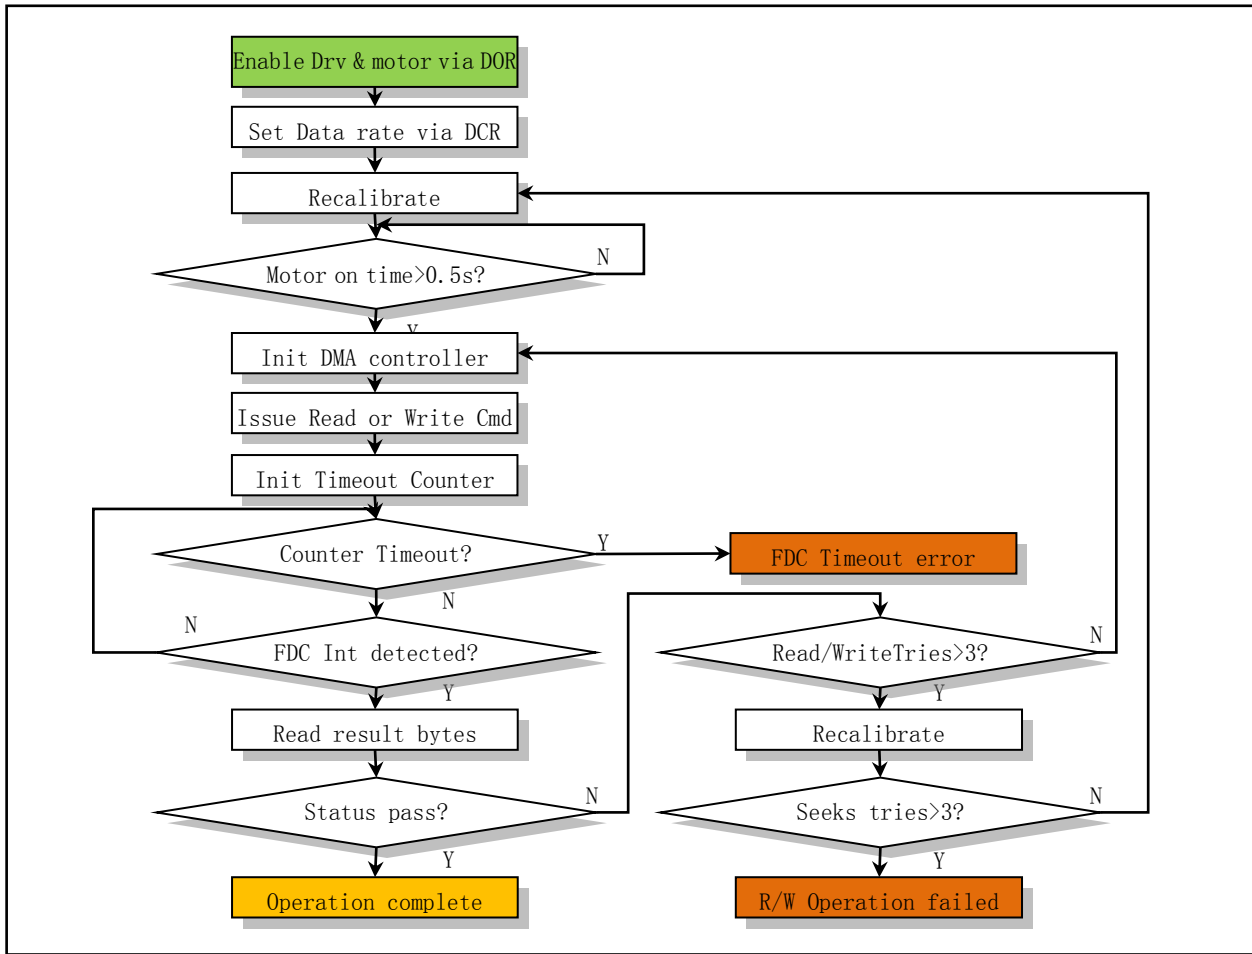 Enable Drv & motor via DOR
Set Data rate via DCR
Recalibrate
N
Motor on time>0.5s?
Y
Init DMA controller
Issue Read or Write Cmd
Init Timeout Counter
Y
Counter Timeout?
FDC Timeout error
N
N
FDC Int detected?
Y
Read result bytes
N
Status pass?
Y
Operation complete
N
Read/WriteTries>3?
Y
Recalibrate
N
Seeks tries>3?
Y
R/W Operation failed